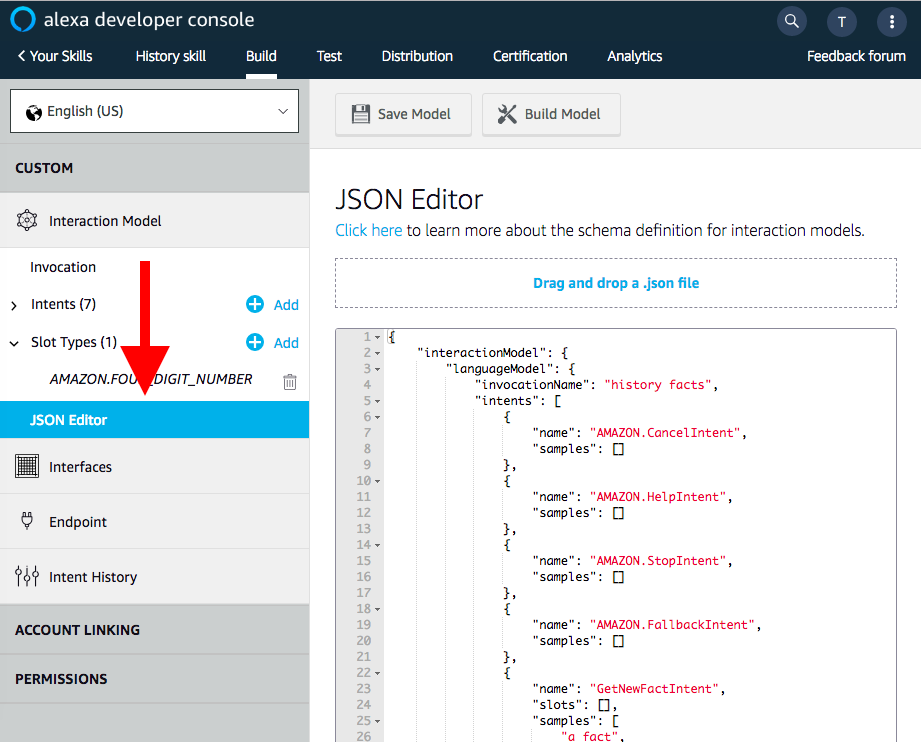 alexa developer console
T
Your Skills History skill Build Test Distribution Certification Analytics Feedback forum
English (US)
Save Model Build Model
CUSTOM
Interaction Model
Invocation
Intents (7) Add
Slot Types (1) Add
AMAZON.FOU DIGIT_NUMBER
JSON Editor
Interfaces
Endpoint
Intent History
ACCOUNT LINKING
PERMISSIONS
JSON Editor
Click here to learn more about the schema definition for interaction models.
Drag and drop a .json file
1 {
2 "interactionModel": {
3 "languageModel": {
4 "invocationName": "history facts",
5 "intents": [
6 {
7 "name": "AMAZON.CancelIntent",
8 "samples": []
9 },
10 {
11 "name": "AMAZON.HelpIntent",
12 "samples": []
13 },
14 {
15 "name": "AMAZON.StopIntent",
16 "samples": []
17 },
18 {
19 "name": "AMAZON.FallbackIntent",
20 "samples": []
21 },
22 {
23 "name": "GetNewFactIntent",
24 "slots": [],
25 "samples": [
26 "a fact",